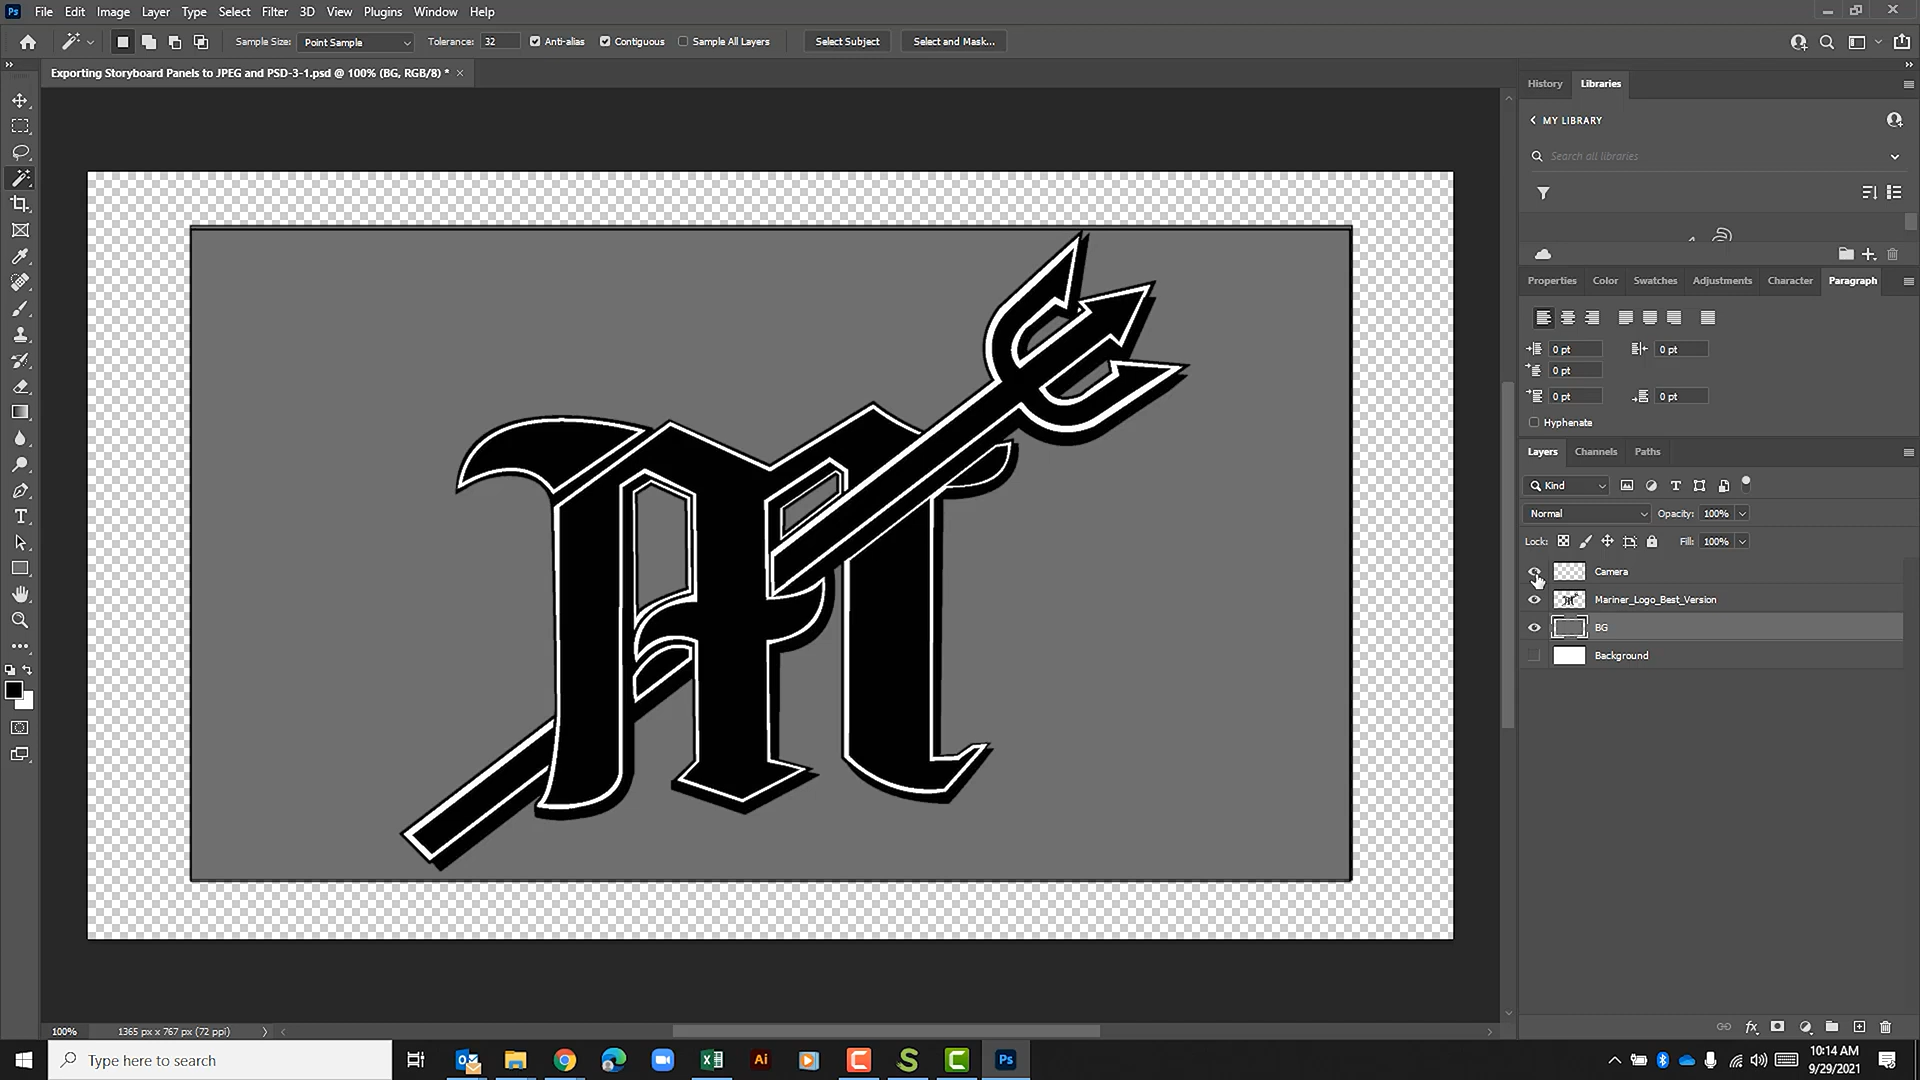 Ps File Edit Image Layer Type Select Filter 3D View Plugins Window Help
Sample Size: Point Sample Tolerance: 32 Anti-alias Contiguous Sample All Layers Select Subject Select and Mask...
Exporting Storyboard Panels to JPEG and PSD-3-1.psd @ 100% (BG, RGB/8) * ×
History Libraries
MY LIBRARY
Search all libraries
Properties Color Swatches Adjustments Character Paragraph
0 pt 0 pt
0 pt
0 pt 0 pt
Hyphenate
Layers Channels Paths
Kind
Normal Opacity: 100%
Lock: Fill: 100%
Camera
Mariner_Logo_Best_Version
BG
Background
M
100% 1365 px x 767 px (72 ppi)
Type here to search
Ai
Ps
10:14 AM
9/29/2021